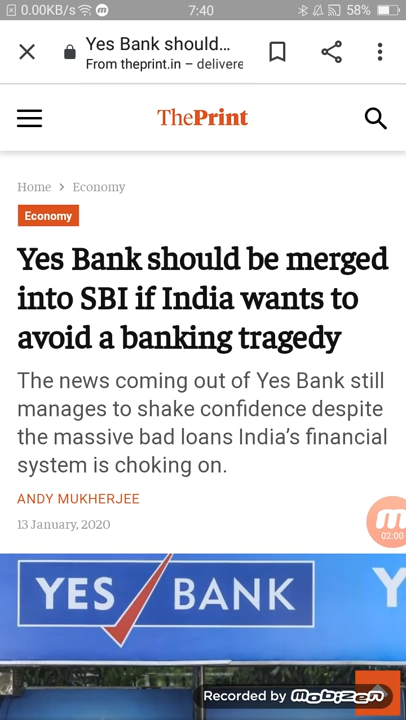 0.00KB/s 7:40 58%
Yes Bank should...
From theprint.in – delivere
ThePrint
Home > Economy
Economy
Yes Bank should be merged
into SBI if India wants to
avoid a banking tragedy
The news coming out of Yes Bank still
manages to shake confidence despite
the massive bad loans India's financial
system is choking on.
ANDY MUKHERJEE
13 January, 2020
02:00
YES BANK Y
Recorded by mobizen